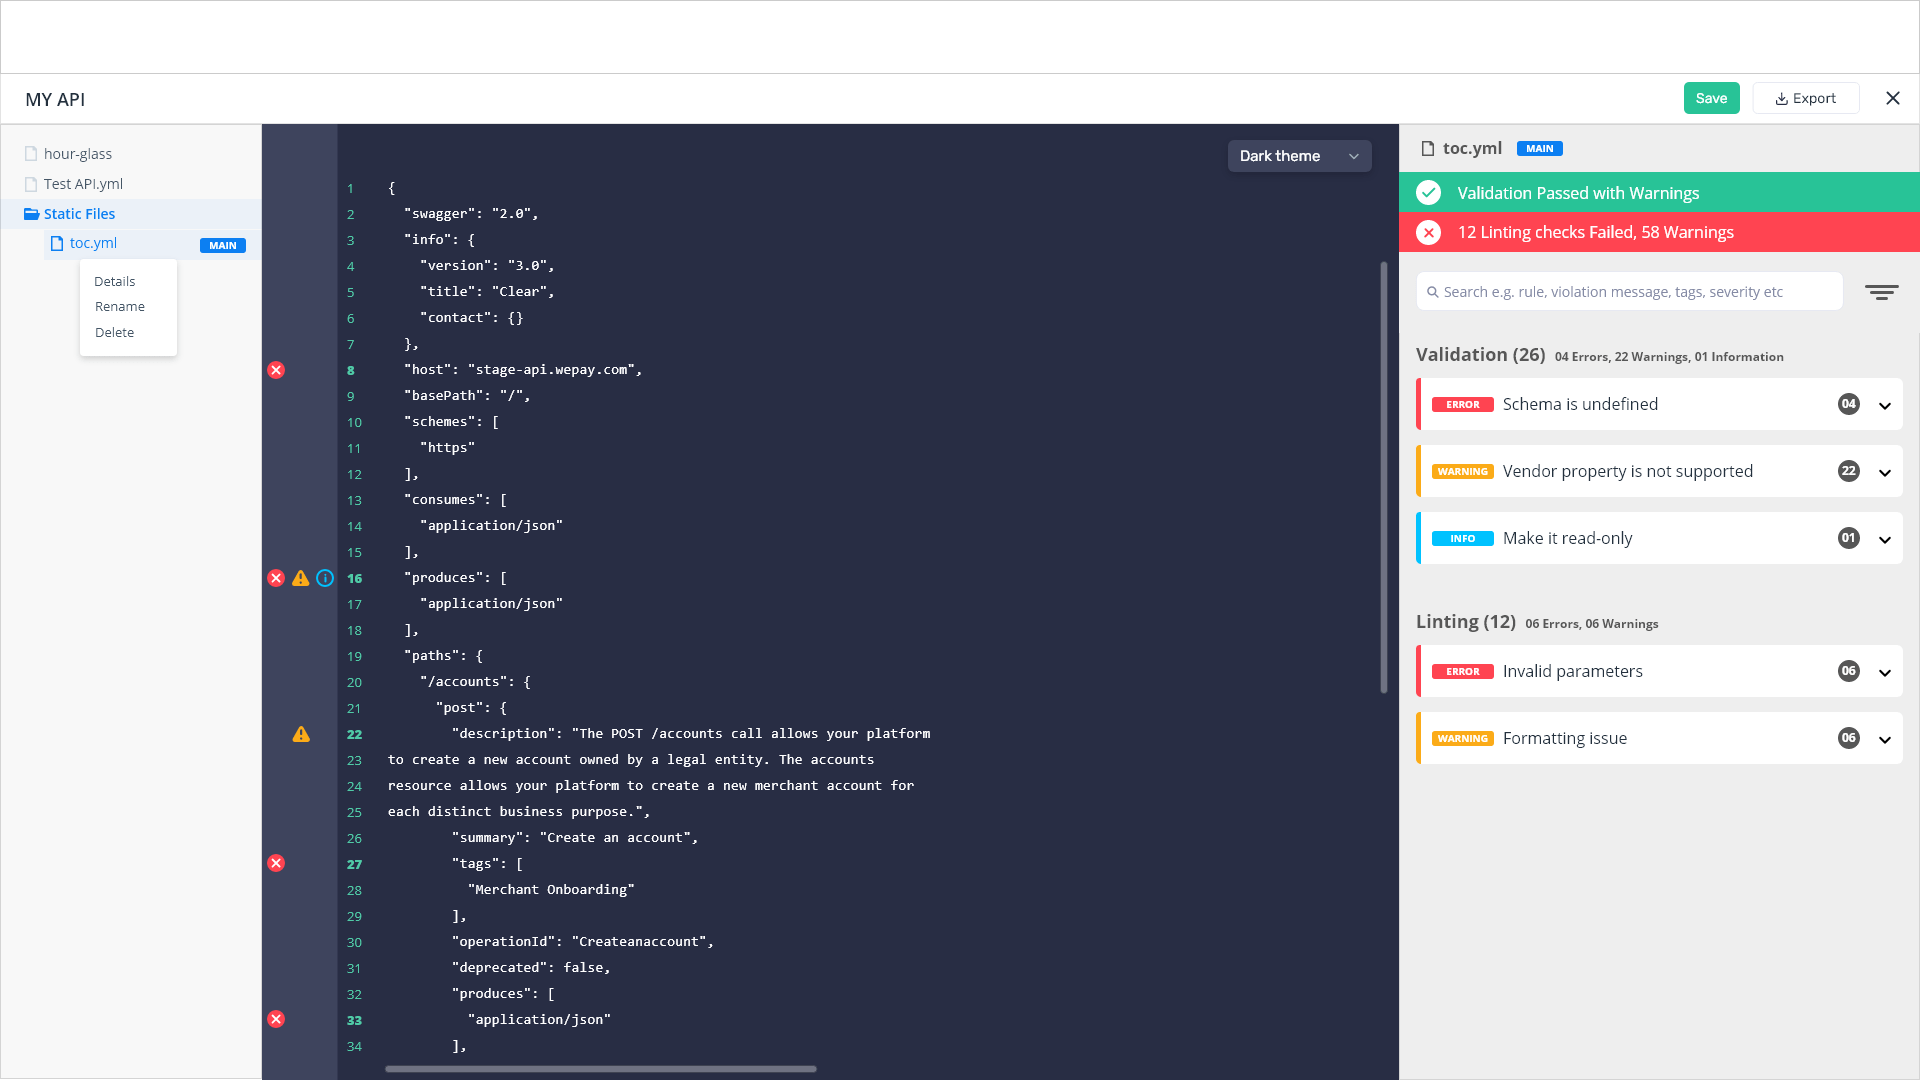 MY API
Save
Export
hour-glass
Test API.yml
Static Files
toc.yml MAIN
Details
Rename
Delete
Dark theme
1 {
2 "swagger": "2.0",
3 "info": {
4 "version": "3.0",
5 "title": "Clear",
6 "contact": {}
7 },
8 "host": "stage-api.wepay.com",
9 "basePath": "/",
10 "schemes": [
11 "https"
12 ],
13 "consumes": [
14 "application/json"
15 ],
16 "produces": [
17 "application/json"
18 ],
19 "paths": {
20 "/accounts": {
21 "post": {
22 "description": "The POST /accounts call allows your platform
23 to create a new account owned by a legal entity. The accounts
24 resource allows your platform to create a new merchant account for
25 each distinct business purpose.",
26 "summary": "Create an account",
27 "tags": [
28 "Merchant Onboarding"
29 ],
30 "operationId": "Createanaccount",
31 "deprecated": false,
32 "produces": [
33 "application/json"
34 ],
toc.yml MAIN
Validation Passed with Warnings
12 Linting checks Failed, 58 Warnings
Search e.g. rule, violation message, tags, severity etc
Validation (26) 04 Errors, 22 Warnings, 01 Information
ERROR Schema is undefined 04
WARNING Vendor property is not supported 22
INFO Make it read-only 01
Linting (12) 06 Errors, 06 Warnings
ERROR Invalid parameters 06
WARNING Formatting issue 06